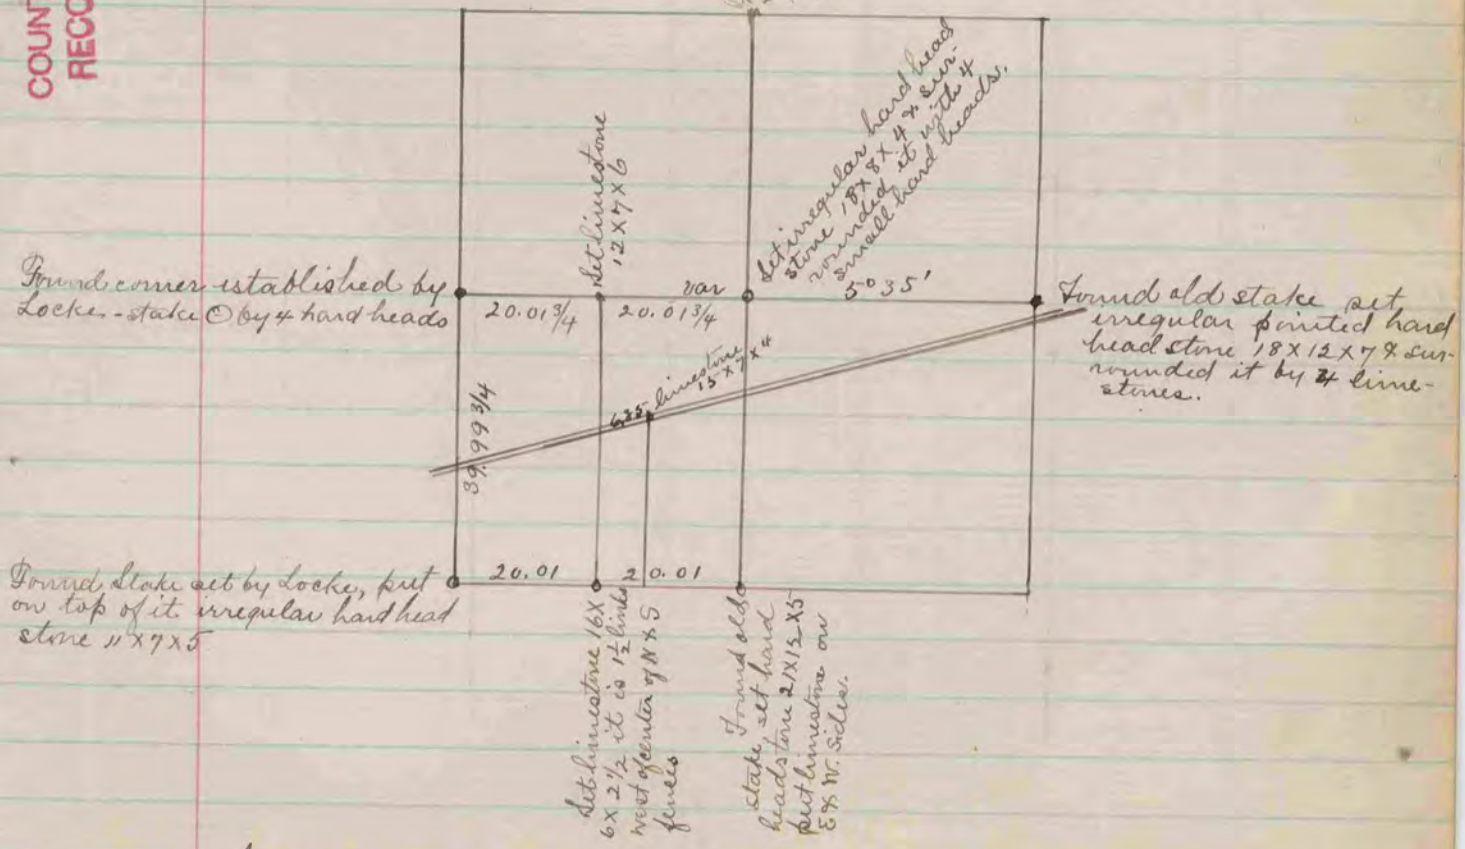 COUNT
RECO
Set irregular hard head
stone 18 X 8 X 4 & sur-
rounded it with 4
small hard heads.
Set limestone
12 X 7 X 6
Found corner established by
Locke - stake ⊙ by 4 hard heads
20.01 3/4
20.01 3/4
var
5° 35'
Found old stake set
irregular pointed hard
head stone 18 X 12 X 7 & sur-
rounded it by 4 lime-
stones.
limestone
15 X 7 X 4
6.35
39.99 3/4
Found Stake set by Locke, put
on top of it irregular hard head
stone 11 X 7 X 5
20.01
20.01
Set limestone 16 X
6 X 2 1/2 it is 1 1/2 links
west of center of N & S
fences
Found old
stake, set hard
head stone 21 X 12 X 5
put limestone on
E & W. Sides.